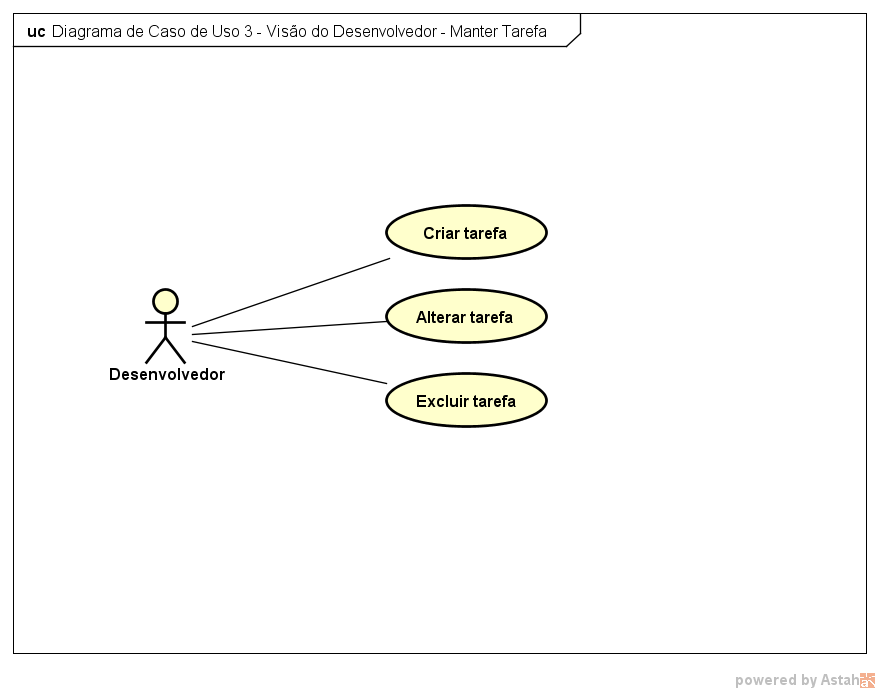 uc Diagrama de Caso de Uso 3 - Visão do Desenvolvedor - Manter Tarefa
Criar tarefa
Alterar tarefa
Desenvolvedor
Excluir tarefa
powered by Astah